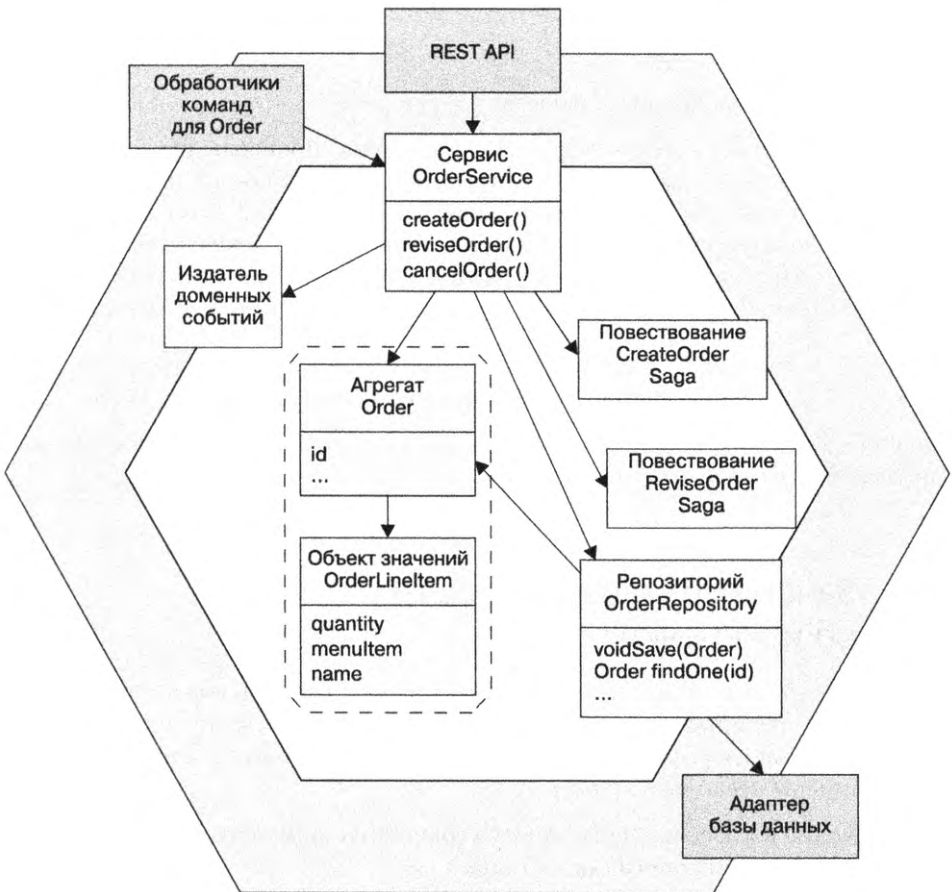 REST API
Обработчики
команд
для Order
Сервис
OrderService
createOrder()
reviseOrder()
cancelOrder()
Издатель
доменных
событий
Повествование
CreateOrder
Saga
Агрегат
Order
id
...
Повествование
ReviseOrder
Saga
Объект значений
OrderLineItem
quantity
menuItem
name
Репозиторий
OrderRepository
voidSave(Order)
Order findOne(id)
...
Адаптер
базы данных